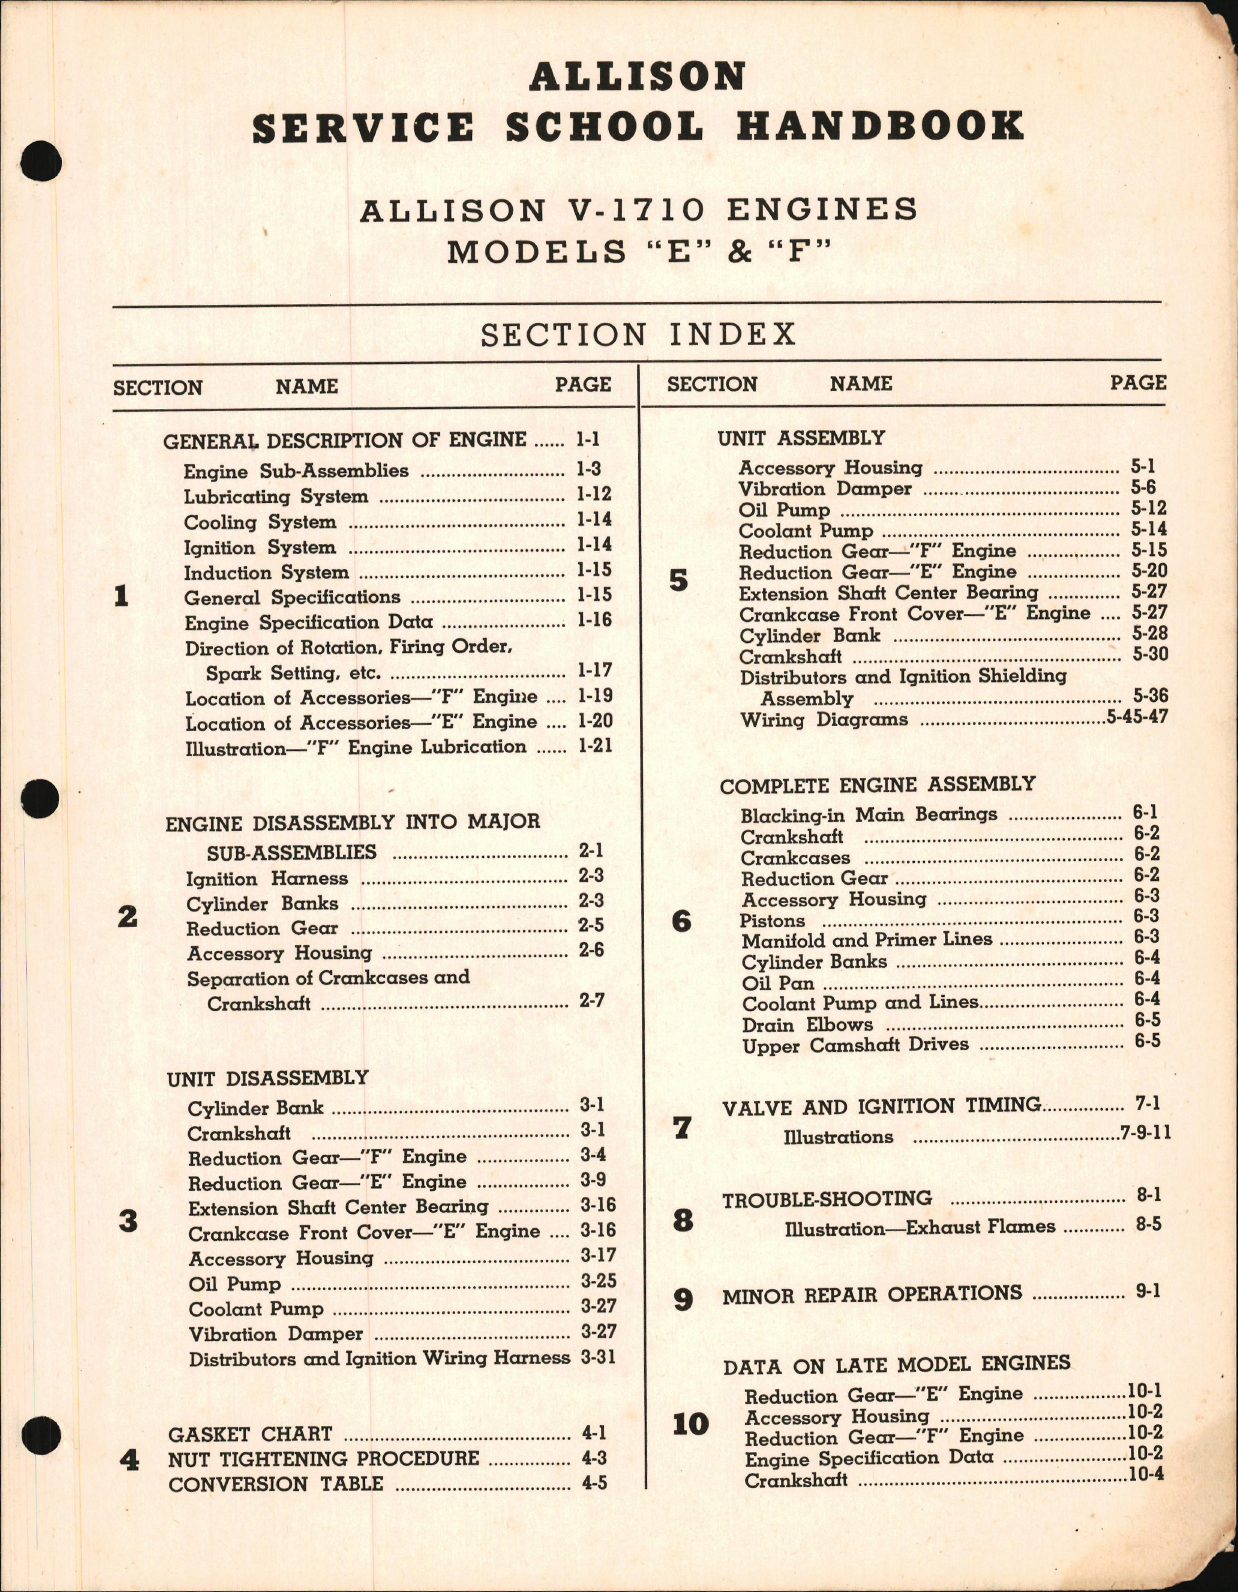 ALLISON
SERVICE SCHOOL HANDBOOK
ALLISON V-1710 ENGINES
MODELS "E" & "F"
SECTION INDEX
SECTION NAME PAGE
GENERAL DESCRIPTION OF ENGINE ...... 1-1
Engine Sub-Assemblies ........ 1-3
Lubricating System ........ 1-12
Cooling System ........ 1-14
Ignition System ........ 1-14
Induction System ........ 1-15
1 General Specifications ........ 1-15
Engine Specification Data ........ 1-16
Direction of Rotation, Firing Order,
Spark Setting, etc. ........ 1-17
Location of Accessories—"F" Engine .... 1-19
Location of Accessories—"E" Engine .... 1-20
Illustration—"F" Engine Lubrication ...... 1-21
ENGINE DISASSEMBLY INTO MAJOR
SUB-ASSEMBLIES ........ 2-1
Ignition Harness ........ 2-3
2 Cylinder Banks ........ 2-3
Reduction Gear ........ 2-5
Accessory Housing ........ 2-6
Separation of Crankcases and
Crankshaft ........ 2-7
UNIT DISASSEMBLY
Cylinder Bank ........ 3-1
Crankshaft ........ 3-1
Reduction Gear—"F" Engine ........ 3-4
Reduction Gear—"E" Engine ........ 3-9
Extension Shaft Center Bearing ........ 3-16
3 Crankcase Front Cover—"E" Engine .... 3-16
Accessory Housing ........ 3-17
Oil Pump ........ 3-25
Coolant Pump ........ 3-27
Vibration Damper ........ 3-27
Distributors and Ignition Wiring Harness 3-31
GASKET CHART ........ 4-1
4 NUT TIGHTENING PROCEDURE ........ 4-3
CONVERSION TABLE ........ 4-5
SECTION NAME PAGE
UNIT ASSEMBLY
Accessory Housing ........ 5-1
Vibration Damper ........ 5-6
Oil Pump ........ 5-12
Coolant Pump ........ 5-14
Reduction Gear—"F" Engine ........ 5-15
5 Reduction Gear—"E" Engine ........ 5-20
Extension Shaft Center Bearing ........ 5-27
Crankcase Front Cover—"E" Engine .... 5-27
Cylinder Bank ........ 5-28
Crankshaft ........ 5-30
Distributors and Ignition Shielding
Assembly ........ 5-36
Wiring Diagrams ........5-45-47
COMPLETE ENGINE ASSEMBLY
Blacking-in Main Bearings ........ 6-1
Crankshaft ........ 6-2
Crankcases ........ 6-2
Reduction Gear ........ 6-2
Accessory Housing ........ 6-3
6 Pistons ........ 6-3
Manifold and Primer Lines ........ 6-3
Cylinder Banks ........ 6-4
Oil Pan ........ 6-4
Coolant Pump and Lines........ 6-4
Drain Elbows ........ 6-5
Upper Camshaft Drives ........ 6-5
7 VALVE AND IGNITION TIMING........ 7-1
Illustrations ........7-9-11
8 TROUBLE-SHOOTING ........ 8-1
Illustration—Exhaust Flames ........ 8-5
9 MINOR REPAIR OPERATIONS ........ 9-1
DATA ON LATE MODEL ENGINES
Reduction Gear—"E" Engine ........10-1
10 Accessory Housing ........10-2
Reduction Gear—"F" Engine ........10-2
Engine Specification Data ........10-2
Crankshaft ........10-4